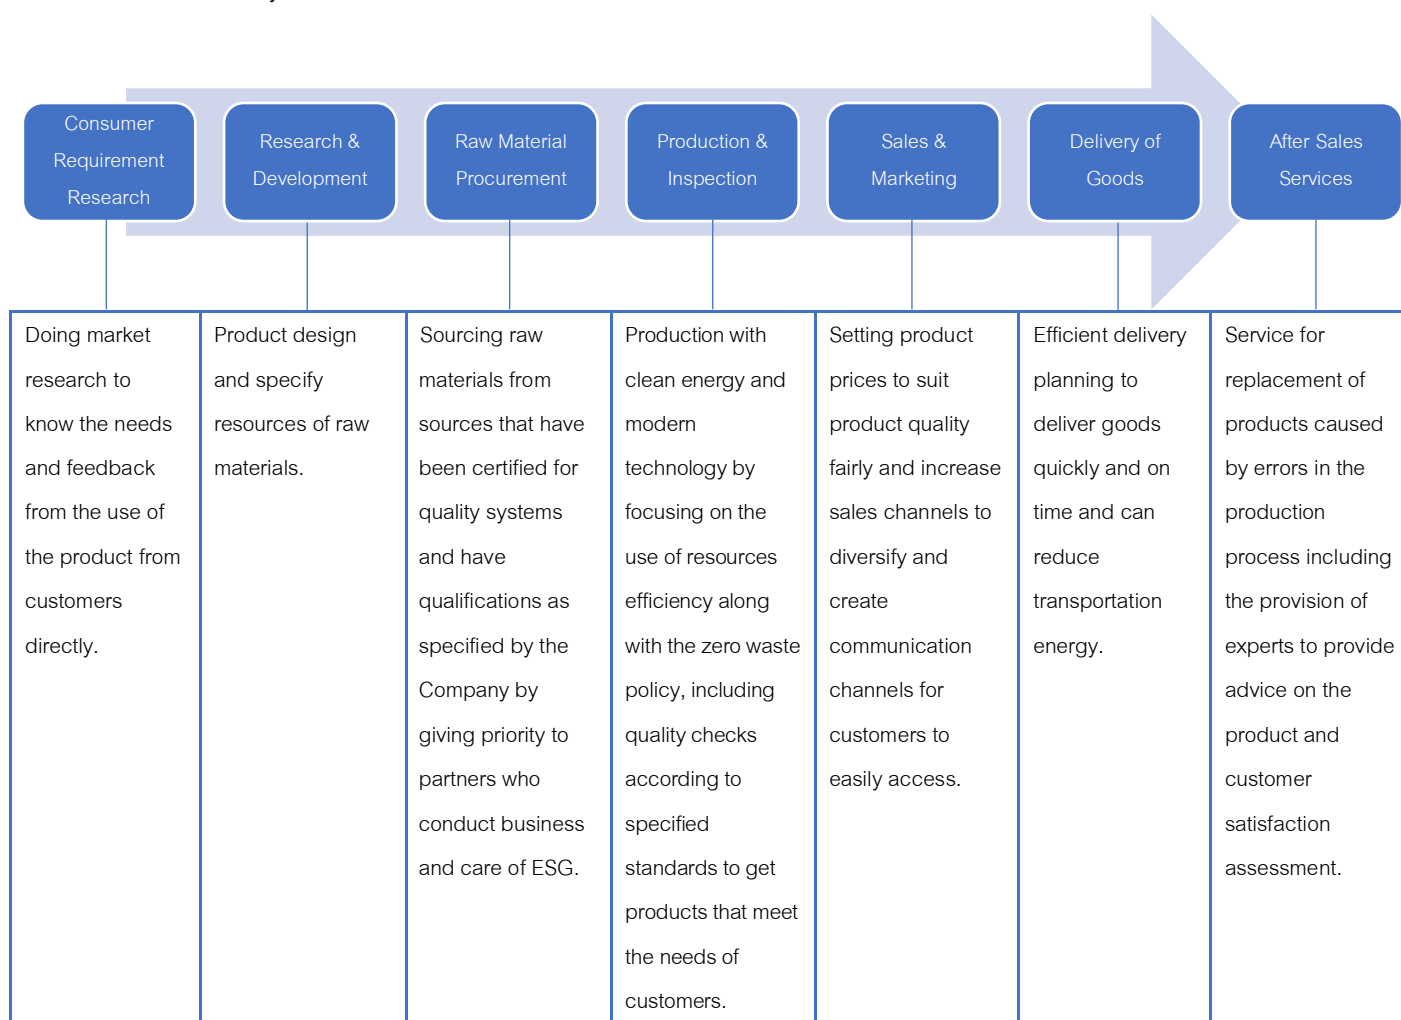 Consumer
Requirement
Research
Research &
Development
Raw Material
Procurement
Production &
Inspection
Sales &
Marketing
Delivery of
Goods
After Sales
Services
Doing market
research to
know the needs
and feedback
from the use of
the product from
customers
directly.
Product design
and specify
resources of raw
materials.
Sourcing raw
materials from
sources that have
been certified for
quality systems
and have
qualifications as
specified by the
Company by
giving priority to
partners who
conduct business
and care of ESG.
Production with
clean energy and
modern
technology by
focusing on the
use of resources
efficiency along
with the zero waste
policy, including
quality checks
according to
specified
standards to get
products that meet
the needs of
customers.
Setting product
prices to suit
product quality
fairly and increase
sales channels to
diversify and
create
communication
channels for
customers to
easily access.
Efficient delivery
planning to
deliver goods
quickly and on
time and can
reduce
transportation
energy.
Service for
replacement of
products caused
by errors in the
production
process including
the provision of
experts to provide
advice on the
product and
customer
satisfaction
assessment.